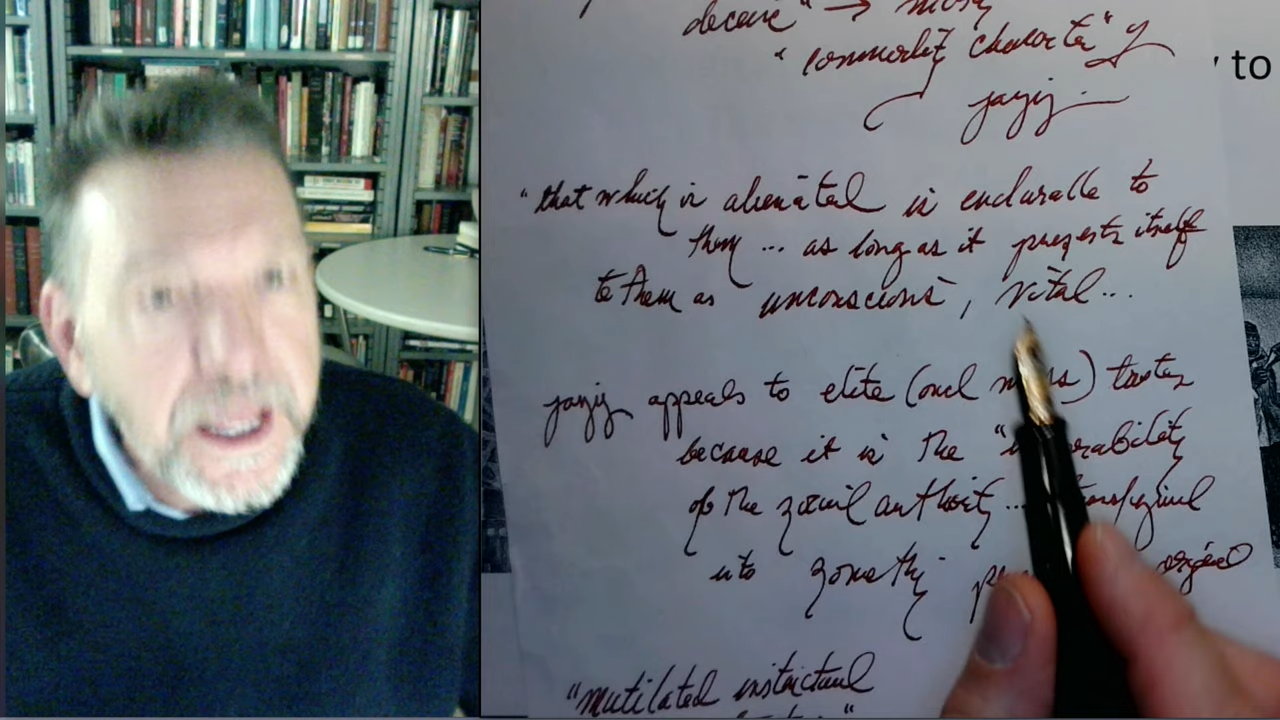 "commodity character" of
jazz.
"that which is alienated is endurable to
them ... as long as it presents itself
to them as unconscious, vital...
jazz appeals to elite (and mass) tastes
because it is the "
of the social authority ... transfigured
into something original
"mutilated instinctual
to